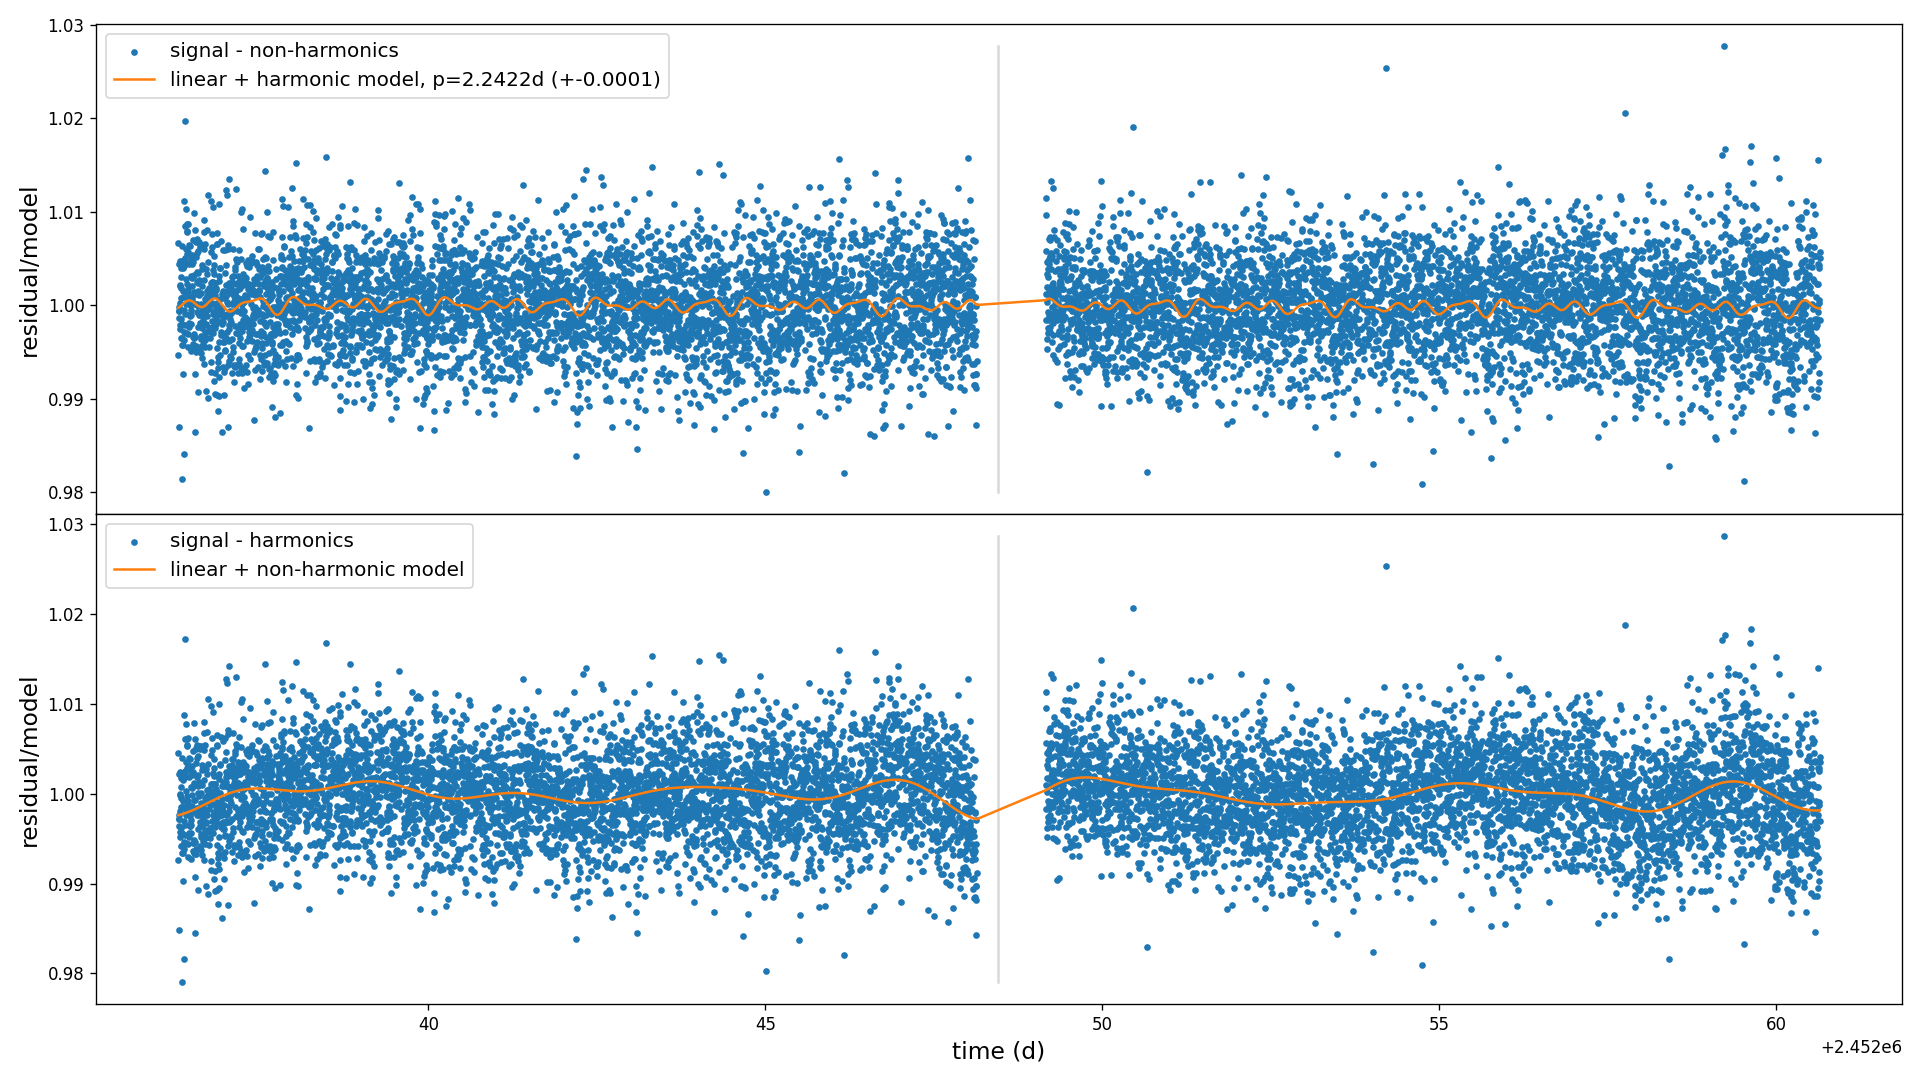 1.03
signal - non-harmonics
linear + harmonic model, p=2.2422d (+-0.0001)
1.02
1.01
1.00
0.99
0.98
residual/model
1.03
signal - harmonics
linear + non-harmonic model
1.02
1.01
1.00
0.99
0.98
residual/model
40
45
50
55
60
time (d)
+2.452e6